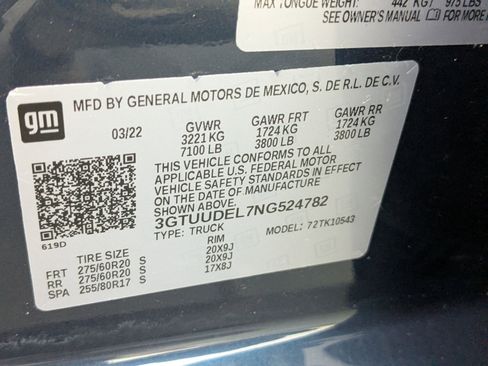 MAX TONGUE WEIGHT: 442 KG / 975 LBS
SEE OWNER'S MANUAL FOR MORE
gm
MFD BY GENERAL MOTORS DE MEXICO, S. DE R.L. DE C.V.
03/22 GVWR GAWR FRT GAWR RR
3221 KG 1724 KG 1724 KG
7100 LB 3800 LB 3800 LB
THIS VEHICLE CONFORMS TO ALL
APPLICABLE U.S. FEDERAL MOTOR
VEHICLE SAFETY STANDARDS IN EFFECT
ON THE DATE OF MANUFACTURE
SHOWN ABOVE.
3GTUUDEL7NG524782
TYPE: TRUCK MODEL: 72TK10543
619D
TIRE SIZE RIM
FRT 275/60R20 S 20X9J
RR 275/60R20 S 20X9J
SPA 255/80R17 S 17X8J